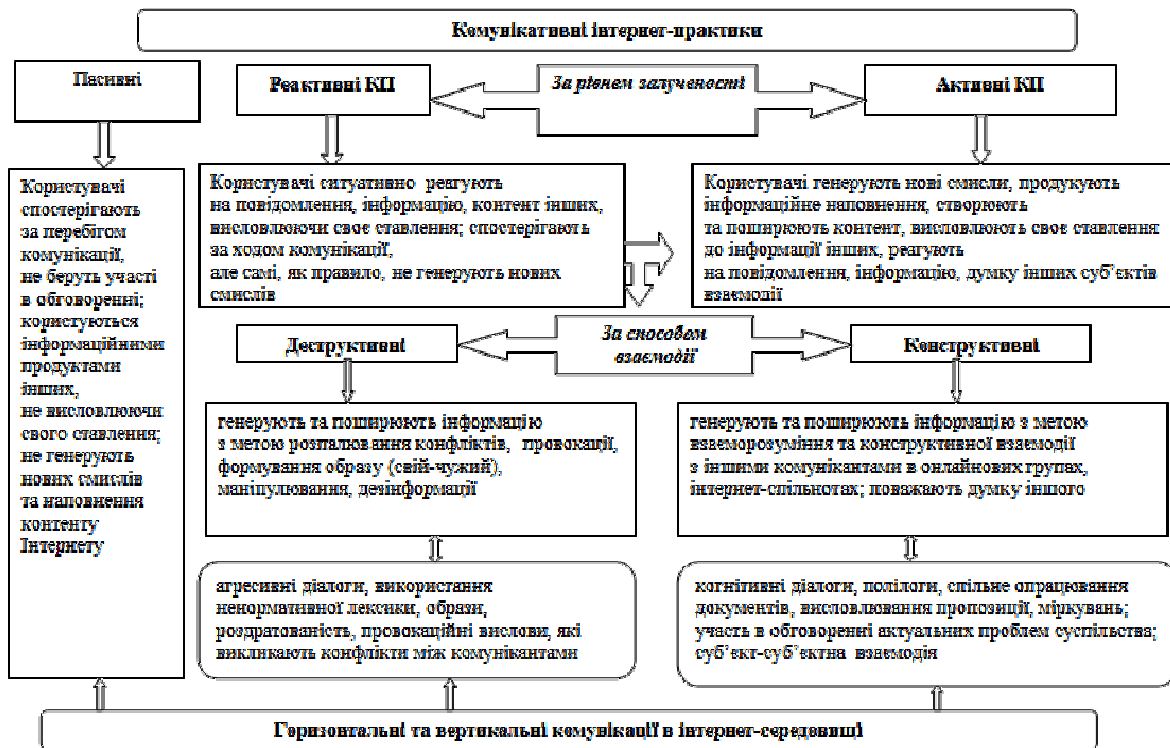 Комунікативні інтернет-практики
Пасивні
Реактивні КП
За рівнем залученості
Активні КП
Користувачі
спостерігають
за перебігом
комунікації,
не беруть участі
в обговоренні;
користуються
інформаційними
продуктами
інших,
не висловлюючи
свого ставлення;
не генерують
нових смислів
та наповнення
контенту
Інтернету
Користувачі ситуативно реагують
на повідомлення, інформацію, контент інших,
висловлюючи своє ставлення; спостерігають
за ходом комунікації,
але самі, як правило, не генерують нових
смислів
Користувачі генерують нові смисли, продукують
інформаційне наповнення, створюють
та поширюють контент, висловлюють своє ставлення
до інформації інших, реагують
на повідомлення, інформацію, думку інших суб’єктів
взаємодії
Деструктивні
За способом
взаємодії
Конструктивні
генерують та поширюють інформацію
з метою розпалювання конфліктів, провокації,
формування образу (свій-чужий),
маніпулювання, дезінформації
генерують та поширюють інформацію з метою
взаєморозуміння та конструктивної взаємодії
з іншими комунікантами в онлайнових групах,
інтернет-спільнотах; поважають думку іншого
агресивні діалоги, використання
ненормативної лексики, образи,
роздратованість, провокаційні вислови, які
викликають конфлікти між комунікантами
когнітивні діалоги, полілоги, спільне опрацювання
документів, висловлювання пропозиції, міркувань;
участь в обговоренні актуальних проблем суспільства;
суб’єкт-суб’єктна взаємодія
Горизонтальні та вертикальні комунікації в інтернет-середовищі